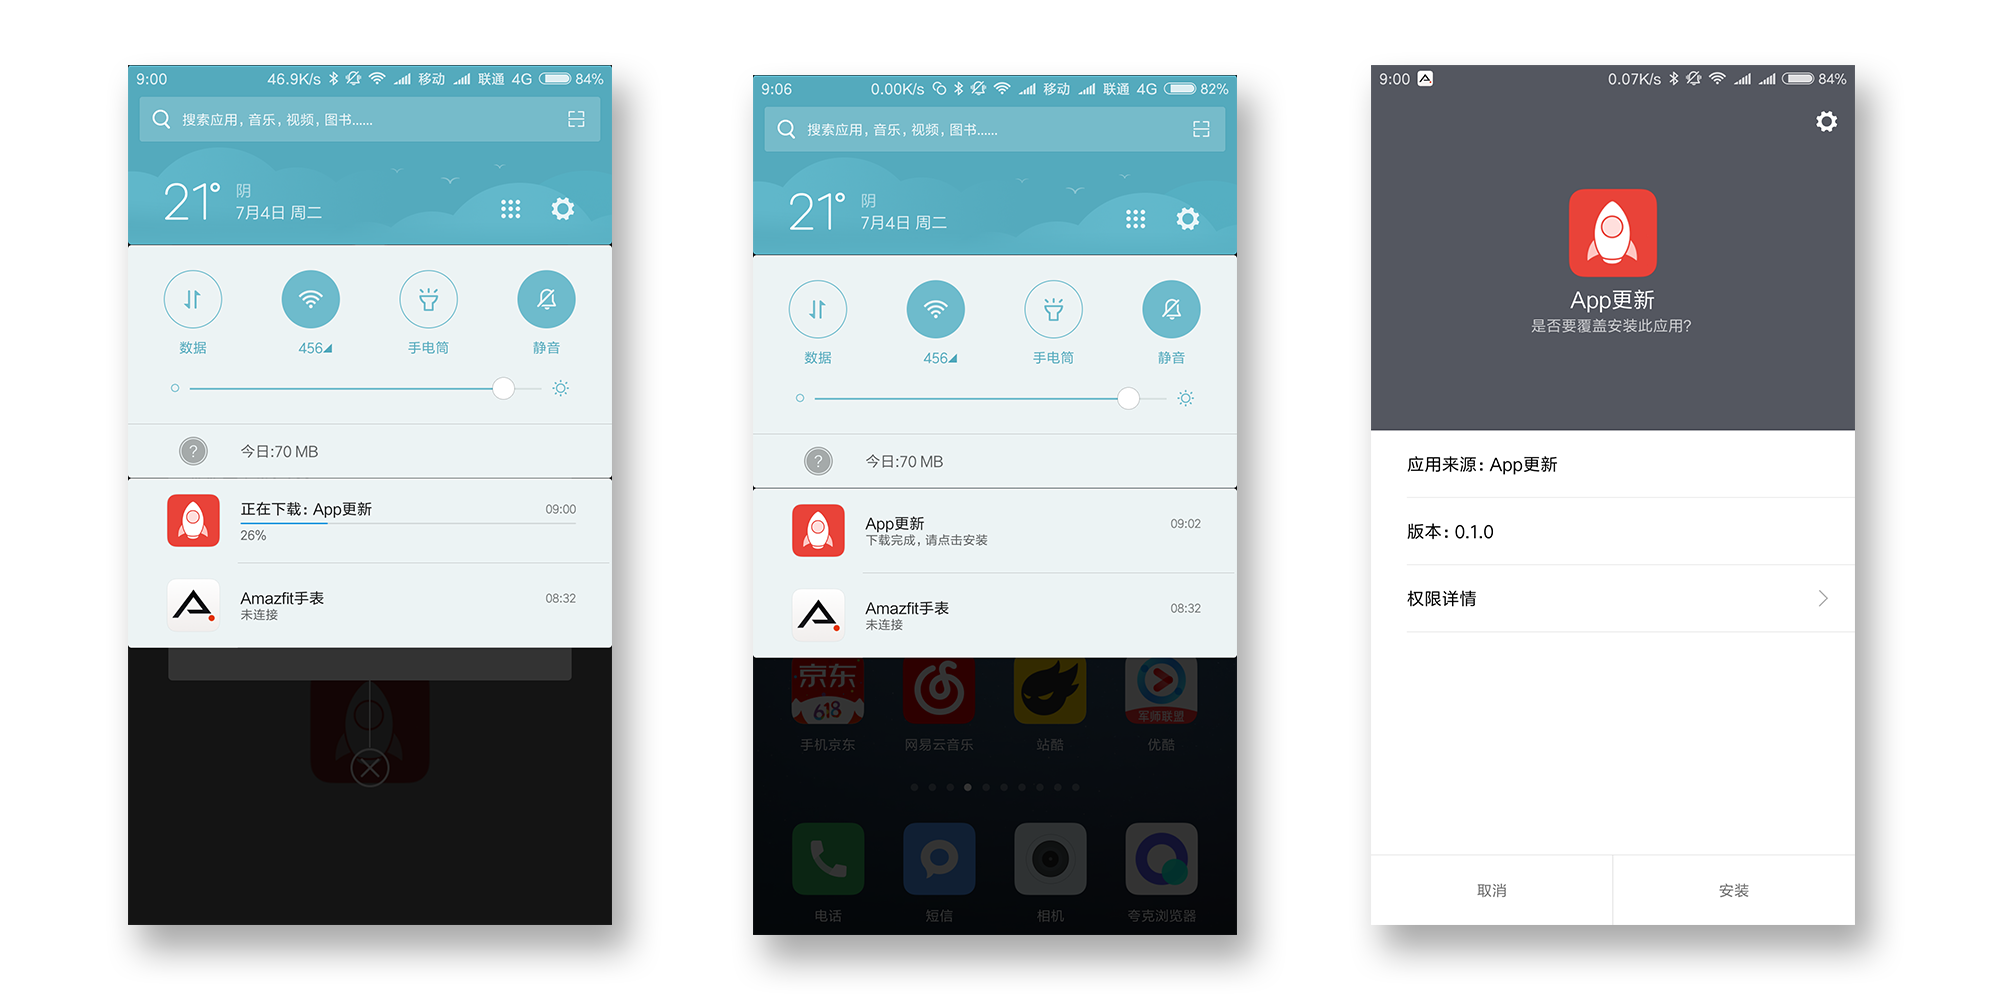 9:00 46.9K/s 移动 联通 4G 84%
搜索应用，音乐，视频，图书......
21° 阴
7月4日 周二
数据 456 手电筒 静音
? 今日:70 MB
正在下载：App更新 09:00
26%
Amazfit手表 08:32
未连接
9:06 0.00K/s 移动 联通 4G 82%
搜索应用，音乐，视频，图书......
21° 阴
7月4日 周二
数据 456 手电筒 静音
? 今日:70 MB
App更新 09:02
下载完成，请点击安装
Amazfit手表 08:32
未连接
京东
618
军师联盟
手机京东 网易云音乐 站酷 优酷
电话 短信 相机 夸克浏览器
9:00 0.07K/s 84%
App更新
是否要覆盖安装此应用?
应用来源：App更新
版本：0.1.0
权限详情
取消 安装